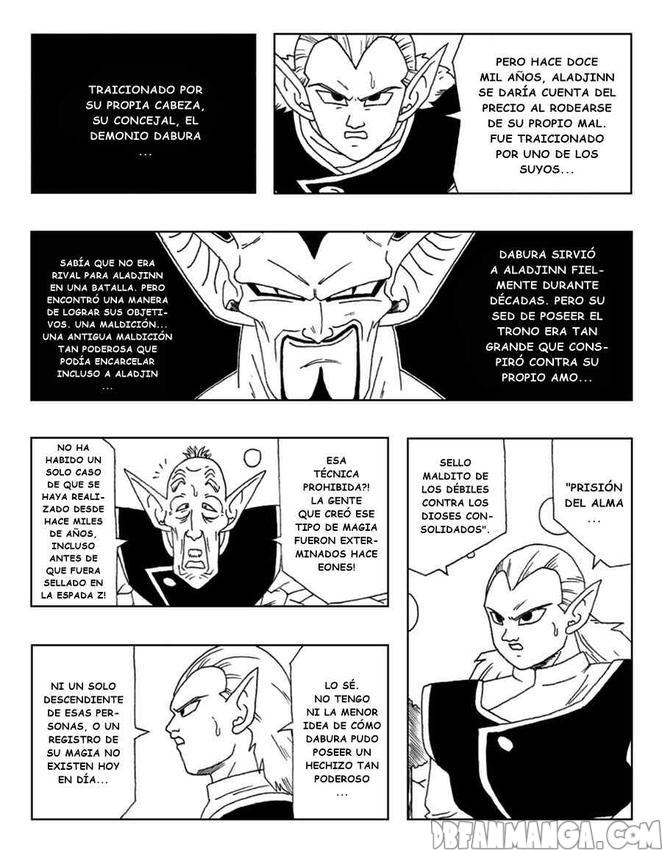 PERO HACE DOCE
MIL AÑOS, ALADJINN
SE DARÍA CUENTA DEL
PRECIO AL RODEARSE
DE SU PROPIO MAL.
FUE TRAICIONADO
POR UNO DE LOS
SUYOS...
TRAICIONADO POR
SU PROPIA CABEZA,
SU CONCEJAL, EL
DEMONIO DABURA
...
DABURA SIRVIÓ
A ALADJINN FIEL-
MENTE DURANTE
DÉCADAS. PERO SU
SED DE POSEER EL
TRONO ERA TAN
GRANDE QUE CONS-
PIRÓ CONTRA SU
PROPIO AMO...
SABÍA QUE NO ERA
RIVAL PARA ALADJINN
EN UNA BATALLA. PERO
ENCONTRÓ UNA MANERA
DE LOGRAR SUS OBJETI-
VOS. UNA MALDICIÓN...
UNA ANTIGUA MALDICIÓN
TAN PODEROSA QUE
PODÍA ENCARCELAR
INCLUSO A ALADJIN
...
"PRISIÓN
DEL ALMA
...
SELLO
MALDITO DE
LOS DÉBILES
CONTRA LOS
DIOSES CON-
SOLIDADOS".
ESA
TÉCNICA
PROHIBIDA?!
LA GENTE
QUE CREÓ ESE
TIPO DE MAGIA
FUERON EXTER-
MINADOS HACE
EONES!
NO HA
HABIDO UN
SOLO CASO
DE QUE SE
HAYA REALI-
ZADO DESDE
HACE MILES
DE AÑOS,
INCLUSO
ANTES DE
QUE FUERA
SELLADO EN
LA ESPADA Z!
LO SÉ.
NO TENGO
NI LA MENOR
IDEA DE CÓMO
DABURA PUDO
POSEER UN
HECHIZO TAN
PODEROSO
...
NI UN SOLO
DESCENDIENTE
DE ESAS PER-
SONAS, O UN
REGISTRO DE
SU MAGIA NO
EXISTEN HOY
EN DÍA...
DBFANMANGA.COM